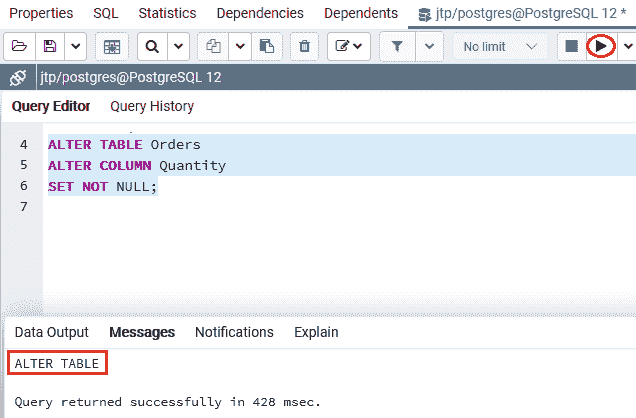 Properties SQL Statistics Dependencies Dependents jtp/postgres@PostgreSQL 12 *
No limit
jtp/postgres@PostgreSQL 12
Query Editor Query History
4 ALTER TABLE Orders
5 ALTER COLUMN Quantity
6 SET NOT NULL;
7
Data Output Messages Notifications Explain
ALTER TABLE
Query returned successfully in 428 msec.